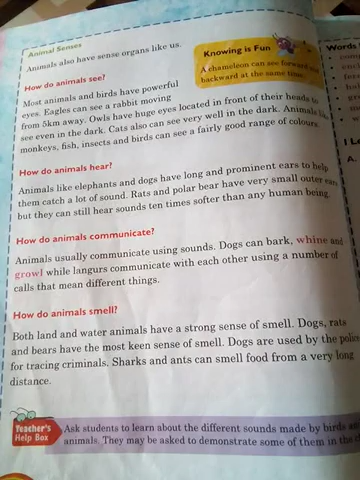 Animal Senses
Animals also have sense organs like us.
Knowing is Fun
A chameleon can see forward and
backward at the same time.
How do animals see?
Most animals and birds have powerful
eyes. Eagles can see a rabbit moving
from 5km away. Owls have huge eyes located in front of their heads to
see even in the dark. Cats also can see very well in the dark. Animals like
monkeys, fish, insects and birds can see a fairly good range of colours.
How do animals hear?
Animals like elephants and dogs have long and prominent ears to help
them catch a lot of sound. Rats and polar bear have very small outer ears
but they can still hear sounds ten times softer than any human being.
How do animals communicate?
Animals usually communicate using sounds. Dogs can bark, whine and
growl while langurs communicate with each other using a number of
calls that mean different things.
How do animals smell?
Both land and water animals have a strong sense of smell. Dogs, rats
and bears have the most keen sense of smell. Dogs are used by the police
for tracing criminals. Sharks and ants can smell food from a very long
distance.
Teacher's
Help Box
Ask students to learn about the different sounds made by birds and
animals. They may be asked to demonstrate some of them in the
Words
I
A.